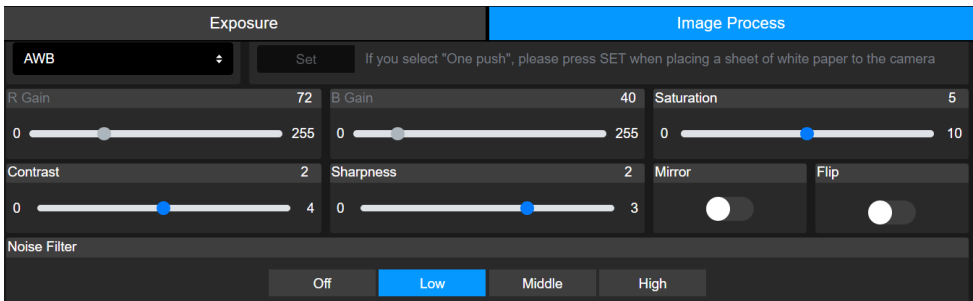 Exposure Image Process
AWB Set If you select "One push", please press SET when placing a sheet of white paper to the camera
R Gain 72 B Gain 40 Saturation 5
0 255 0 255 0 10
Contrast 2 Sharpness 2 Mirror Flip
0 4 0 3
Noise Filter
Off Low Middle High